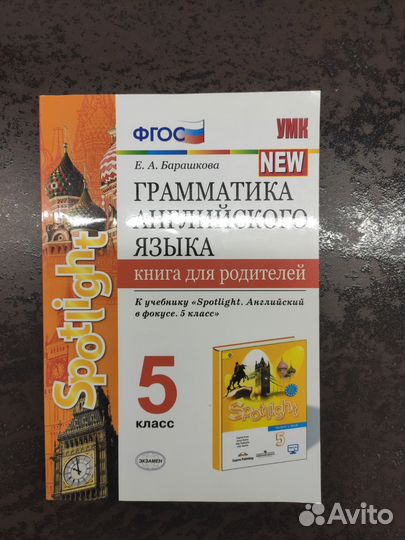 ФГОС
УМК
Е. А. Барашкова
NEW
ГРАММАТИКА
АНГЛИЙСКОГО
ЯЗЫКА
книга для родителей
К учебнику «Spotlight. Английский
в фокусе. 5 класс»
Spotlight
5
КЛАСС
Spotlight
5
ЭКЗАМЕН
Avito